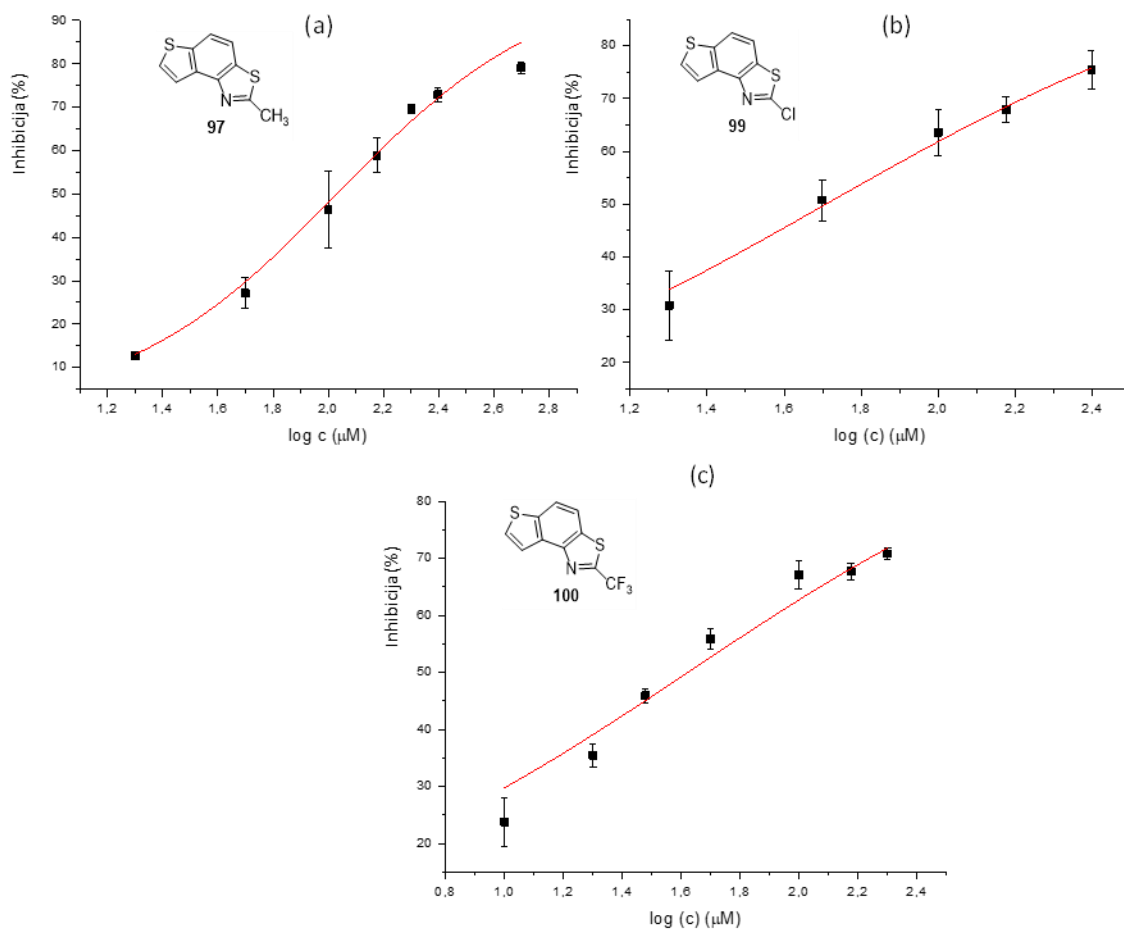 (a)
Inhibicija (%)
90
80
70
60
50
40
30
20
10
S
S
N
CH3
97
1,2 1,4 1,6 1,8 2,0 2,2 2,4 2,6 2,8
log c (µM)
(b)
Inhibicija (%)
80
70
60
50
40
30
20
S
S
N
Cl
99
1,2 1,4 1,6 1,8 2,0 2,2 2,4
log (c) (µM)
(c)
Inhibicija (%)
80
70
60
50
40
30
20
S
S
N
CF3
100
0,8 1,0 1,2 1,4 1,6 1,8 2,0 2,2 2,4
log (c) (µM)